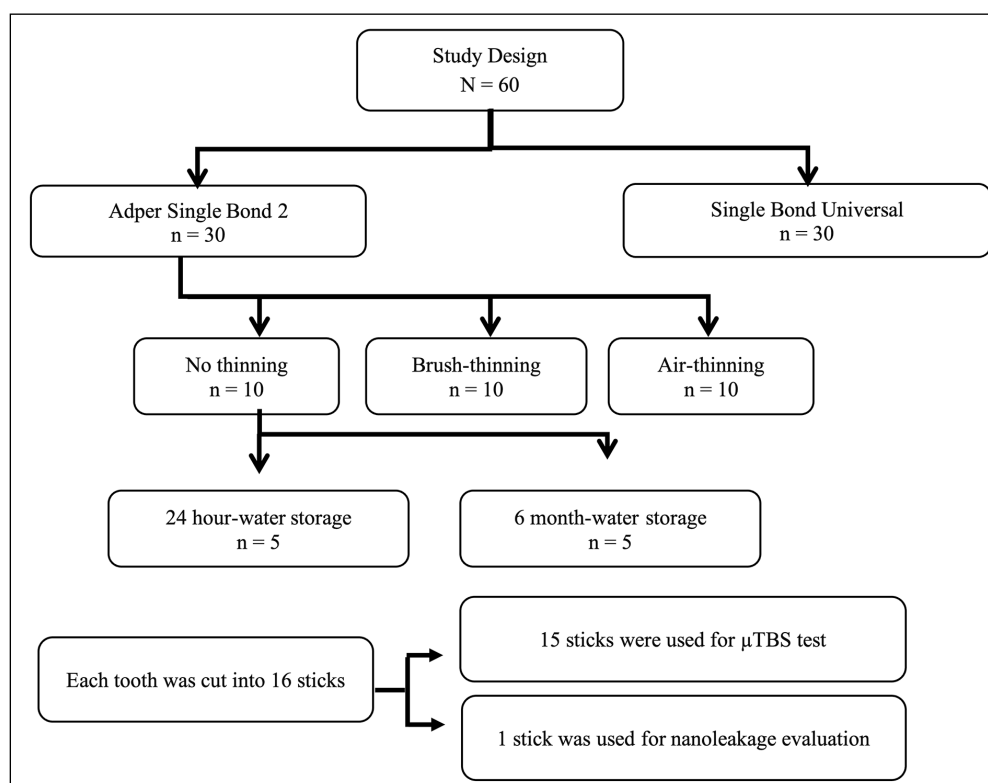 Study Design
N = 60
Adper Single Bond 2
n = 30
Single Bond Universal
n = 30
No thinning
n = 10
Brush-thinning
n = 10
Air-thinning
n = 10
24 hour-water storage
n = 5
6 month-water storage
n = 5
Each tooth was cut into 16 sticks
15 sticks were used for μTBS test
1 stick was used for nanoleakage evaluation